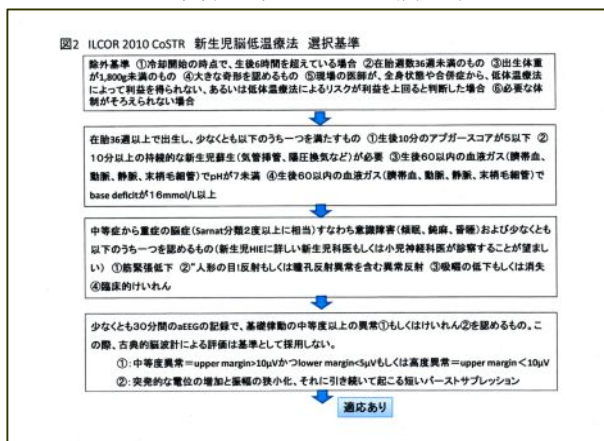 図2 ILCOR 2010 CoSTR 新生児脳低温療法 選択基準
除外基準 ①冷却開始の時点で、生後6時間を超えている場合 ②在胎週数36週未満のもの ③出生体重
が1,800g未満のもの ④大きな奇形を認めるもの ⑤現場の医師が、全身状態や合併症から、低体温療法
によって利益を得られない、あるいは低体温療法によるリスクが利益を上回ると判断した場合 ⑥必要な体
制がそろえられない場合
在胎36週以上で出生し、少なくとも以下のうち一つを満たすもの ①生後10分のアプガースコアが5以下 ②
10分以上の持続的な新生児蘇生(気管挿管、陽圧換気など)が必要 ③生後60以内の血液ガス(臍帯血、
動脈、静脈、末梢毛細管)でpHが7未満 ④生後60以内の血液ガス(臍帯血、動脈、静脈、末梢毛細管)で
base deficitが16mmo/L以上
中等症から重症の脳症(Sarnat分類2度以上に相当)すなわち意識障害(傾眠、鈍麻、昏睡)および少なくとも
以下のうち一つを認めるもの(新生児HIEに詳しい新生児科医もしくは小児神経科医が診察することが望まし
い) ①筋緊張低下 ②"人形の目!反射もしくは瞳孔反射異常を含む異常反射 ③吸啜の低下もしくは消失
④臨床的けいれん
少なくとも30分間のaEEGの記録で、基礎律動の中等度以上の異常①もしくはけいれん②を認めるもの。こ
の際、古典的脳波計による評価は基準として採用しない。
①:中等度異常=upper margin>10μVかつlower margin<5μVもしくは高度異常=upper margin<10μV
②:突発的な電位の増加と振幅の狭小化、それに引き続いて起こる短いバーストサプレッション
適応あり